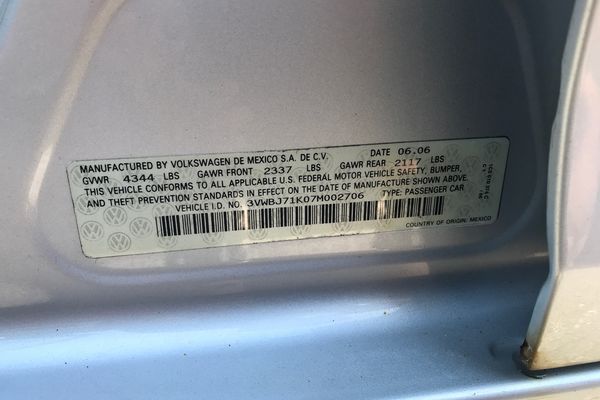 MANUFACTURED BY VOLKSWAGEN DE MEXICO S.A. DE C.V. DATE 06.06
GVWR 4344 LBS GAWR FRONT 2337 LBS GAWR REAR 2117 LBS
THIS VEHICLE CONFORMS TO ALL APPLICABLE U.S. FEDERAL MOTOR VEHICLE SAFETY, BUMPER,
AND THEFT PREVENTION STANDARDS IN EFFECT ON THE DATE OF MANUFACTURE SHOWN ABOVE.
VEHICLE I.D. NO. 3VWBJ71K07M002706 TYPE: PASSENGER CAR
COUNTRY OF ORIGIN: MEXICO